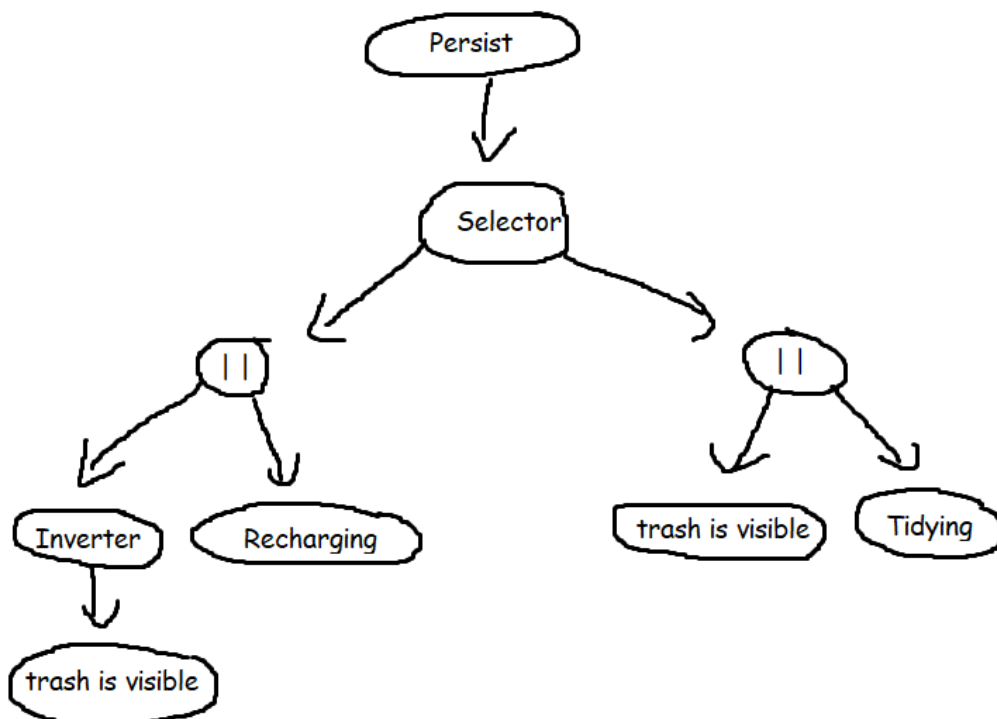 Persist
Selector
||
||
Inverter
Recharging
trash is visible
Tidying
trash is visible